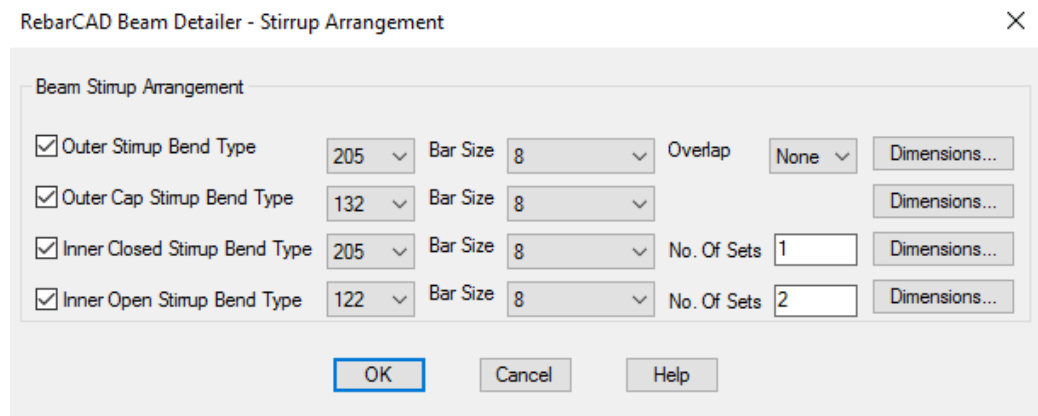 RebarCAD Beam Detailer - Stirrup Arrangement
Beam Stirrup Arrangement
Outer Stirrup Bend Type 205 Bar Size 8 Overlap None Dimensions...
Outer Cap Stirrup Bend Type 132 Bar Size 8 Dimensions...
Inner Closed Stirrup Bend Type 205 Bar Size 8 No. Of Sets 1 Dimensions...
Inner Open Stirrup Bend Type 122 Bar Size 8 No. Of Sets 2 Dimensions...
OK Cancel Help